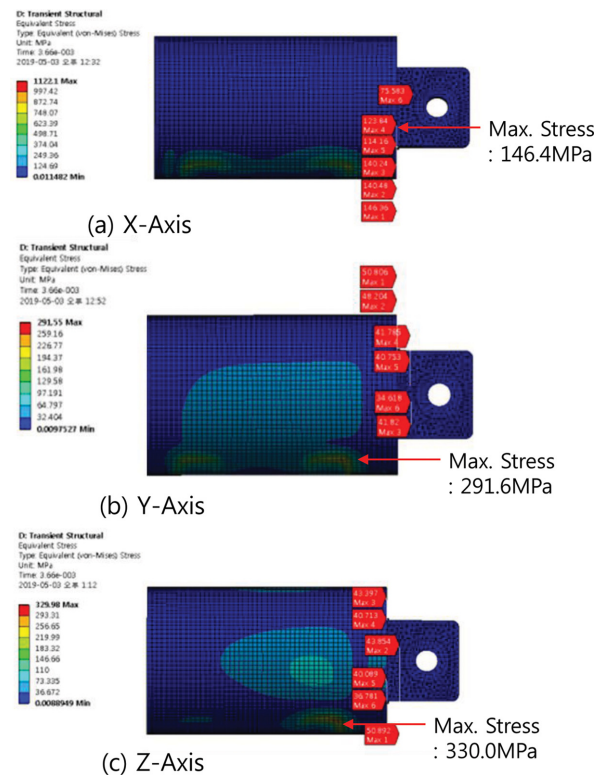 D: Transient Structural
Equivalent Stress
Type: Equivalent (von-Mises) Stress
Unit: MPa
Time: 3.66e-003
2019-05-03 오후 12:32
1122.1 Max
997.42
872.74
748.07
623.39
498.71
374.04
249.36
124.69
0.011482 Min
75.583
Max 6
123.84
Max 4
114.16
Max 5
140.24
Max 3
140.48
Max 2
146.36
Max 1
Max. Stress
: 146.4MPa
(a) X-Axis
D: Transient Structural
Equivalent Stress
Type: Equivalent (von-Mises) Stress
Unit: MPa
Time: 3.66e-003
2019-05-03 오후 12:52
291.55 Max
259.16
226.77
194.37
161.98
129.58
97.191
64.797
32.404
0.0097527 Min
50.806
Max 1
48.204
Max 2
41.785
Max 4
40.753
Max 5
34.618
Max 6
41.82
Max 3
Max. Stress
: 291.6MPa
(b) Y-Axis
D: Transient Structural
Equivalent Stress
Type: Equivalent (von-Mises) Stress
Unit: MPa
Time: 3.66e-003
2019-05-03 오후 1:12
329.98 Max
293.31
256.65
219.99
183.32
146.66
110
73.335
36.672
0.0088949 Min
43.397
Max 3
40.713
Max 4
43.854
Max 2
40.089
Max 5
36.781
Max 6
50.892
Max 1
Max. Stress
: 330.0MPa
(c) Z-Axis